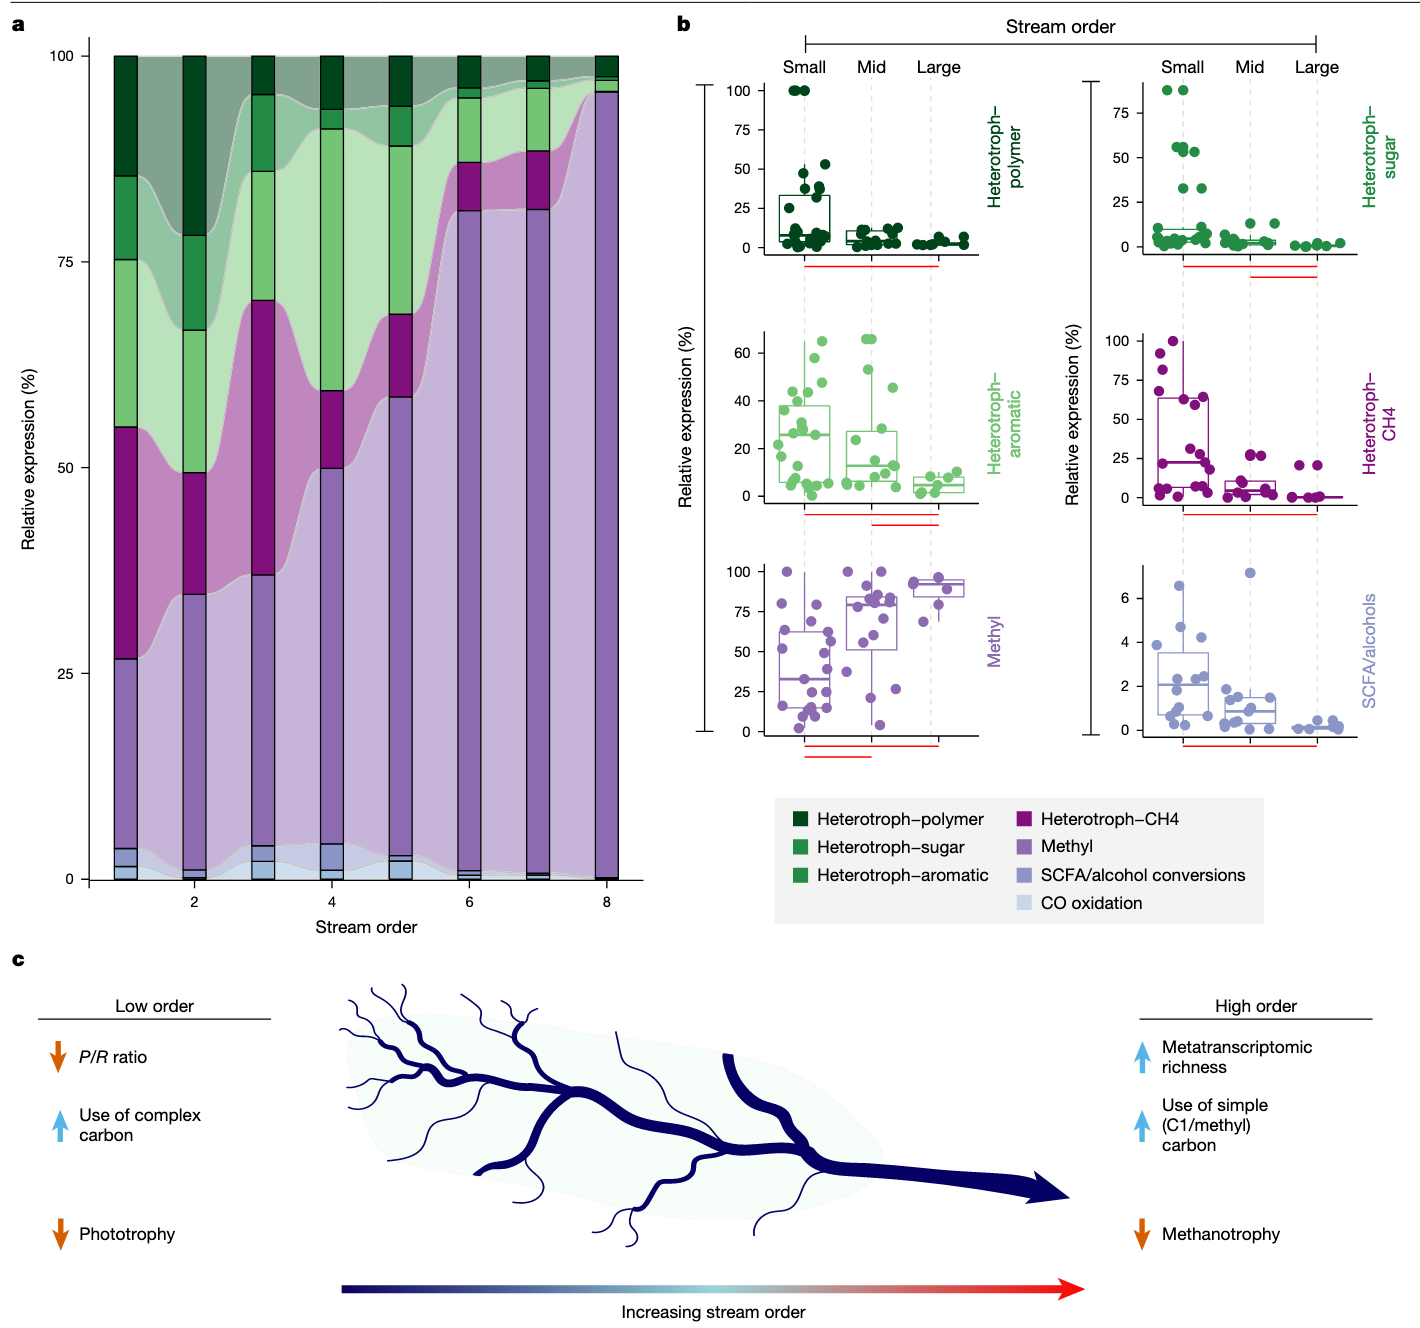 a
100
75
50
25
0
Relative expression (%)
2
4
6
8
Stream order
b
Stream order
Small
Mid
Large
Small
Mid
Large
Relative expression (%)
100
75
50
25
0
Heterotroph–
polymer
60
40
20
0
Heterotroph–
aromatic
100
75
50
25
0
Methyl
Relative expression (%)
75
50
25
0
Heterotroph–
sugar
100
75
50
25
0
Heterotroph–
CH4
6
4
2
0
SCFA/alcohols
Heterotroph–polymer
Heterotroph–sugar
Heterotroph–aromatic
Heterotroph–CH4
Methyl
SCFA/alcohol conversions
CO oxidation
c
Low order
P/R ratio
Use of complex
carbon
Phototrophy
High order
Metatranscriptomic
richness
Use of simple
(C1/methyl)
carbon
Methanotrophy
Increasing stream order